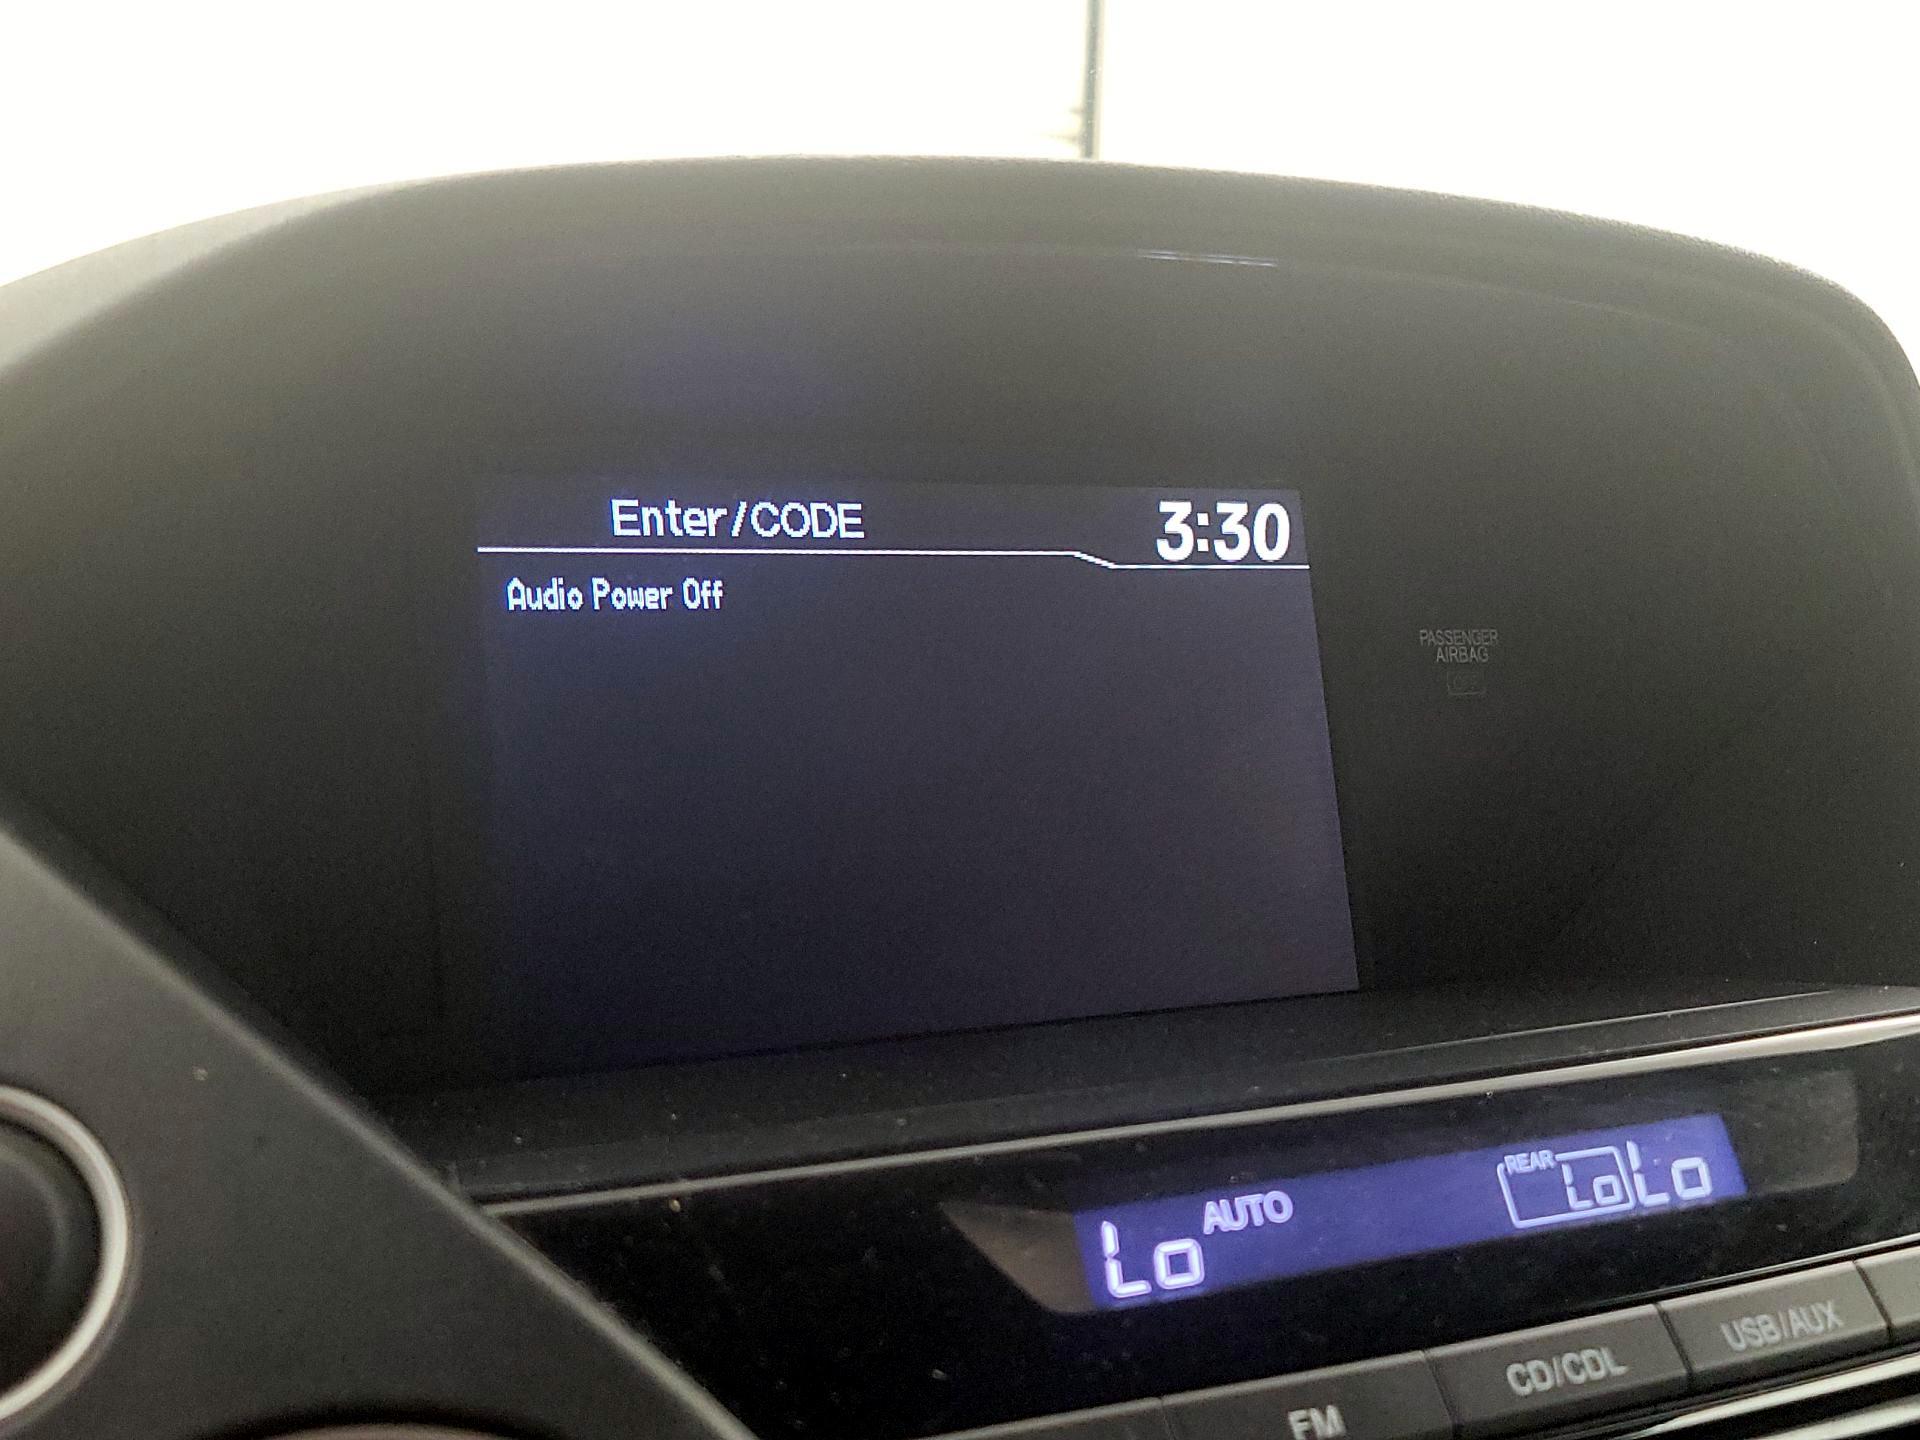 Enter/CODE 3:30
Audio Power Off
PASSENGER
AIRBAG
OFF
Lo AUTO REAR Lo Lo
FM CD/CDL USB/AUX